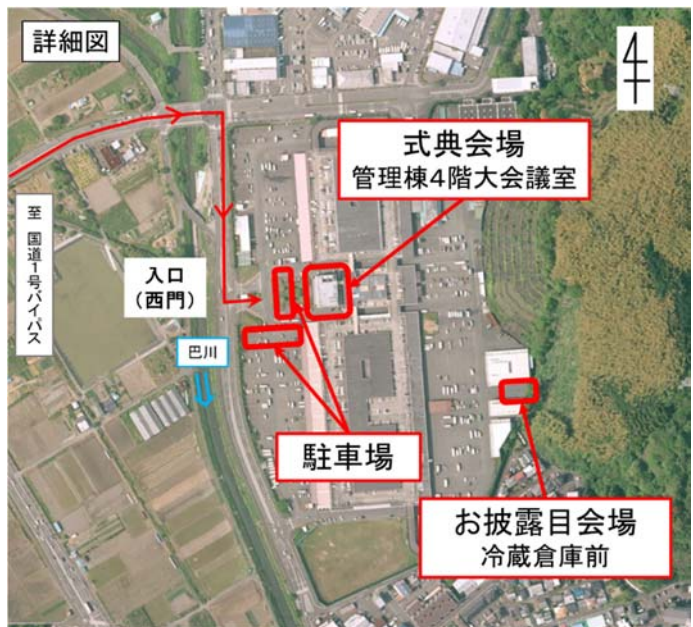 詳細図
式典会場
管理棟4階大会議室
至 国道1号バイパス
入口
(西門)
巴川
駐車場
お披露目会場
冷蔵倉庫前